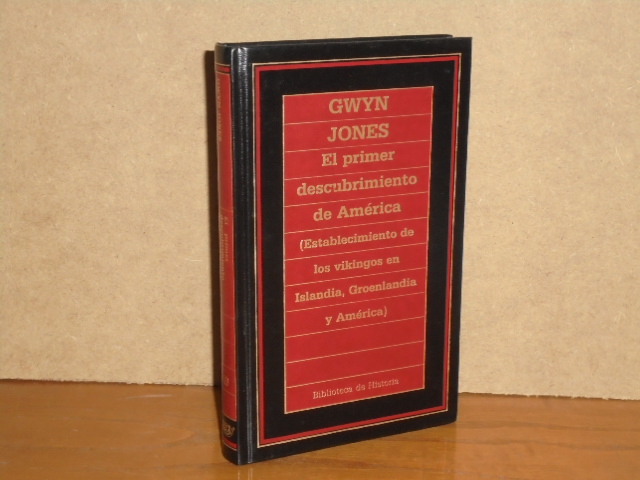 GWYN
JONES
El primer
descubrimiento
de América
(Establecimiento de
los vikingos en
Islandia, Groenlandia
y América)
Biblioteca de Historia